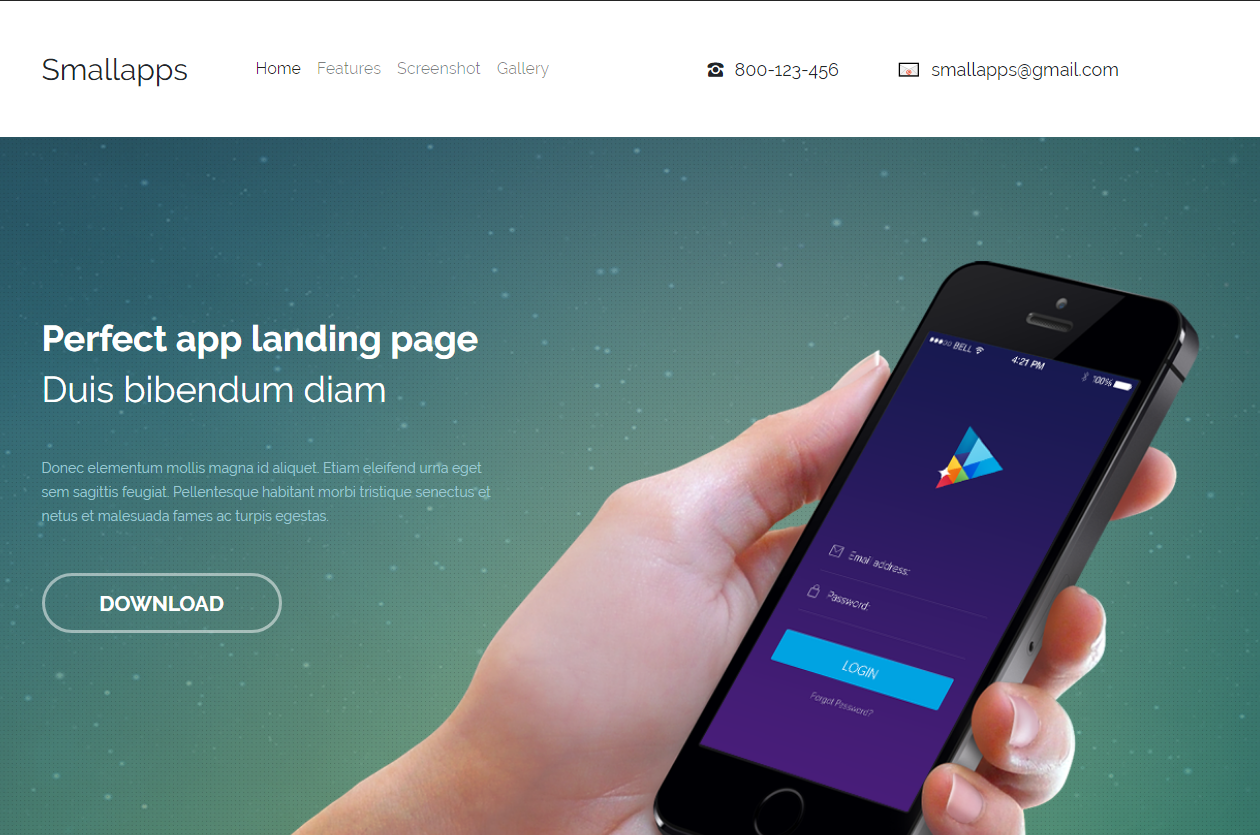 Smallapps
Home Features Screenshot Gallery
800-123-456
smallapps@gmail.com
Perfect app landing page
Duis bibendum diam
Donec elementum mollis magna id aliquet. Etiam eleifend urna eget
sem sagittis feugiat. Pellentesque habitant morbi tristique senectus et
netus et malesuada fames ac turpis egestas.
DOWNLOAD
BELL 4:21 PM 100%
Email address:
Password:
LOGIN
Forgot Password?